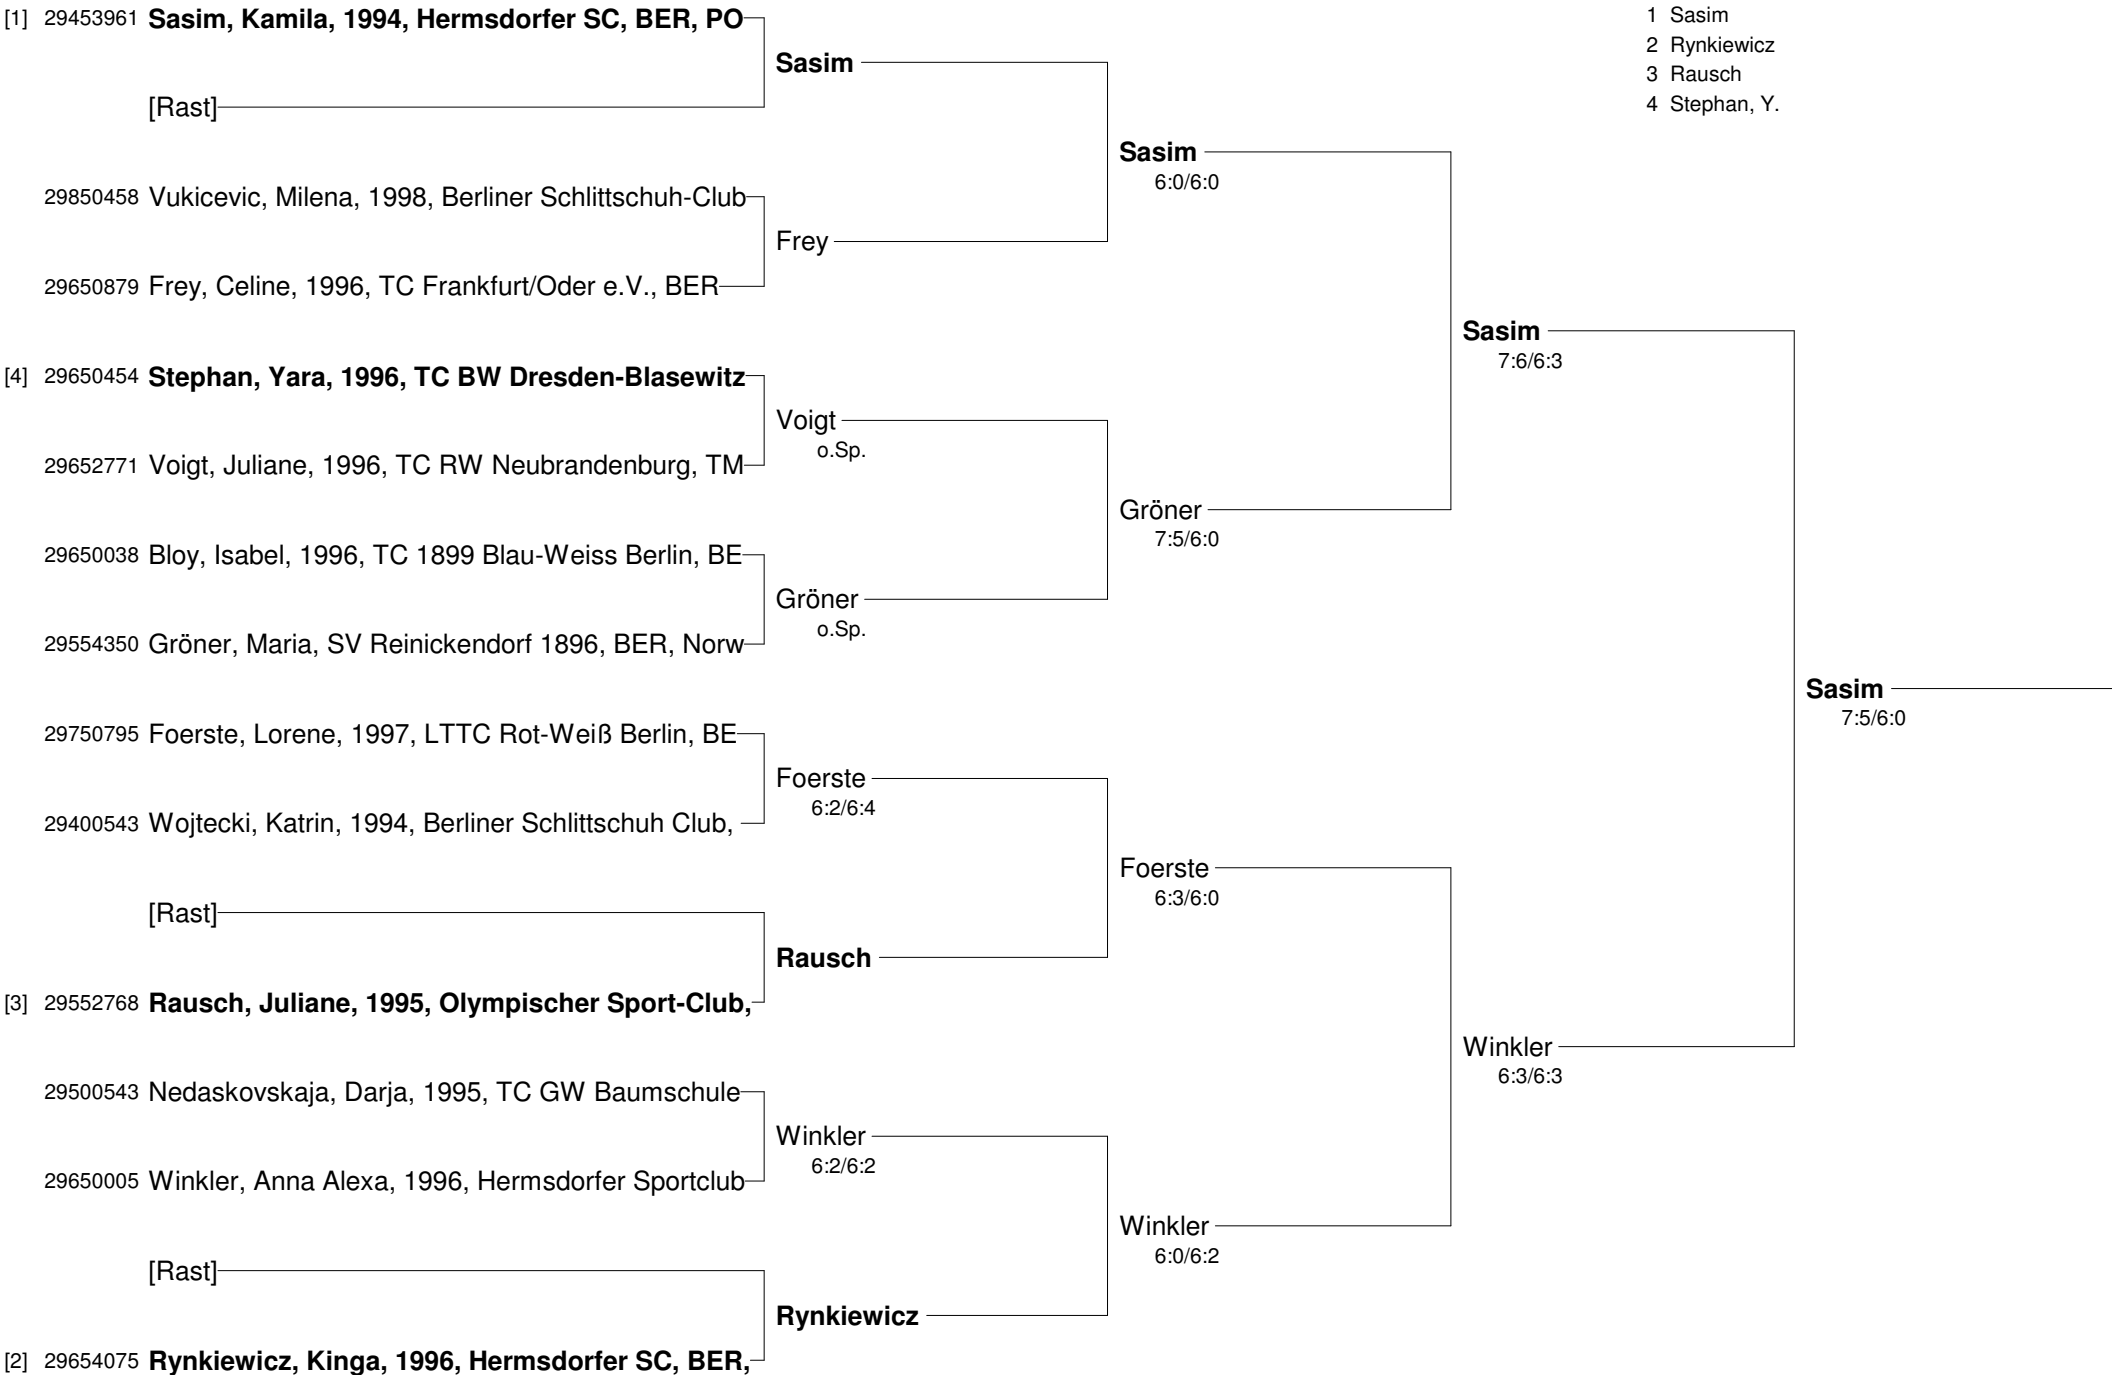 [1] 29453961 Sasim, Kamila, 1994, Hermsdorfer SC, BER, PO
[Rast]
29850458 Vukicevic, Milena, 1998, Berliner Schlittschuh-Club
29650879 Frey, Celine, 1996, TC Frankfurt/Oder e.V., BER
[4] 29650454 Stephan, Yara, 1996, TC BW Dresden-Blasewitz
29652771 Voigt, Juliane, 1996, TC RW Neubrandenburg, TM
29650038 Bloy, Isabel, 1996, TC 1899 Blau-Weiss Berlin, BE
29554350 Gröner, Maria, SV Reinickendorf 1896, BER, Norw
29750795 Foerste, Lorene, 1997, LTTC Rot-Weiß Berlin, BE
29400543 Wojtecki, Katrin, 1994, Berliner Schlittschuh Club,
[Rast]
[3] 29552768 Rausch, Juliane, 1995, Olympischer Sport-Club,
29500543 Nedaskovskaja, Darja, 1995, TC GW Baumschule
29650005 Winkler, Anna Alexa, 1996, Hermsdorfer Sportclub
[Rast]
[2] 29654075 Rynkiewicz, Kinga, 1996, Hermsdorfer SC, BER,
Sasim
Frey
Voigt
o.Sp.
Gröner
o.Sp.
Foerste
6:2/6:4
Rausch
Winkler
6:2/6:2
Rynkiewicz
Sasim
6:0/6:0
Gröner
7:5/6:0
Foerste
6:3/6:0
Winkler
6:0/6:2
Sasim
7:6/6:3
Winkler
6:3/6:3
Sasim
7:5/6:0
1 Sasim
2 Rynkiewicz
3 Rausch
4 Stephan, Y.